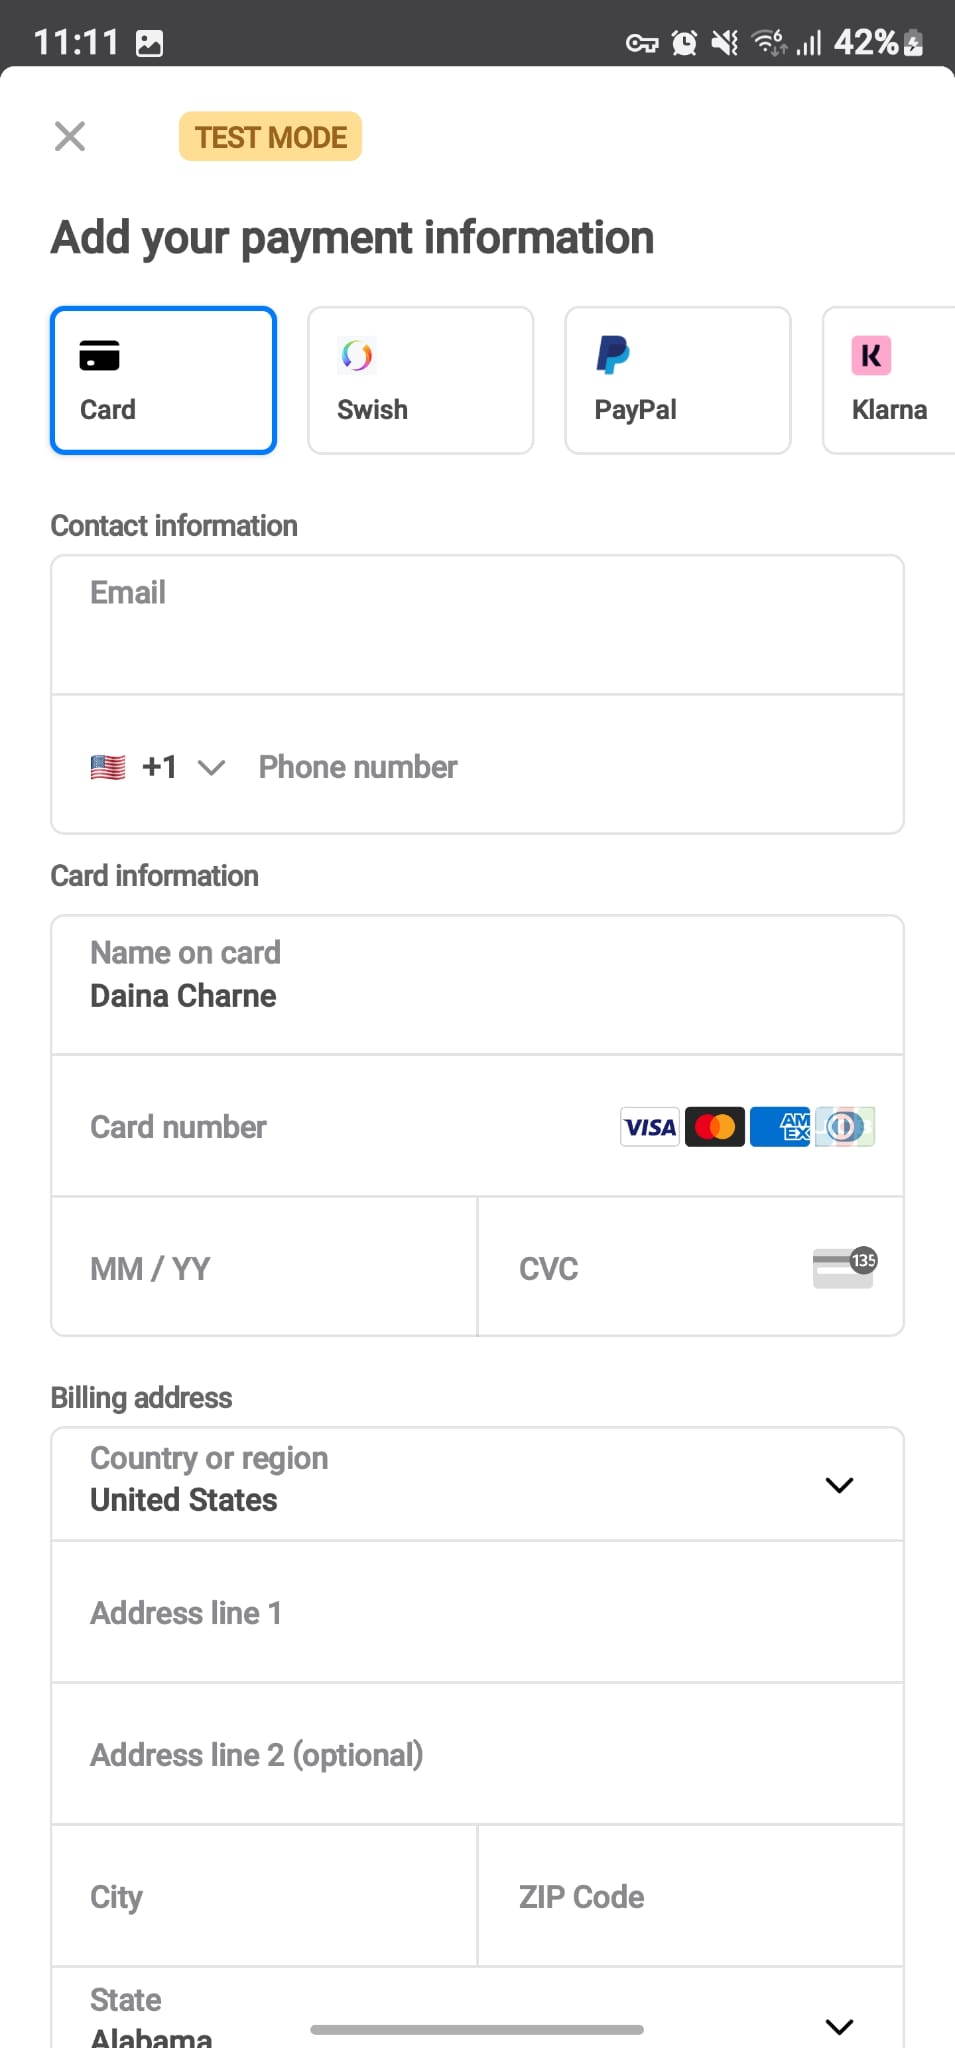 11:11 42%
TEST MODE
Add your payment information
Card Swish PayPal Klarna
Contact information
Email
+1 Phone number
Card information
Name on card
Daina Charne
Card number VISA AM EX
MM / YY CVC 135
Billing address
Country or region
United States
Address line 1
Address line 2 (optional)
City ZIP Code
State
Alabama